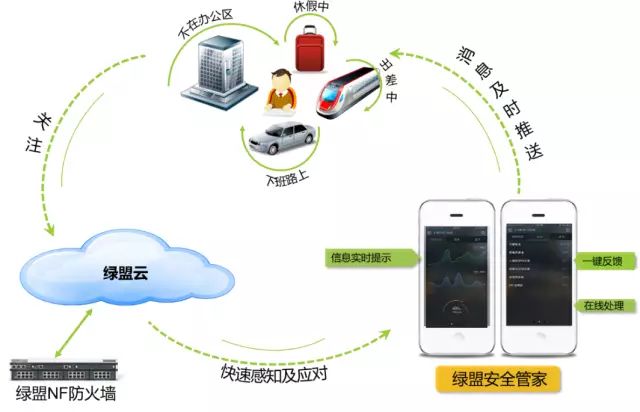 不在办公区
休假中
出差中
下班路上
关注
消息及时推送
绿盟云
信息实时提示
一键反馈
在线处理
绿盟NF防火墙
快速感知及应对
绿盟安全管家